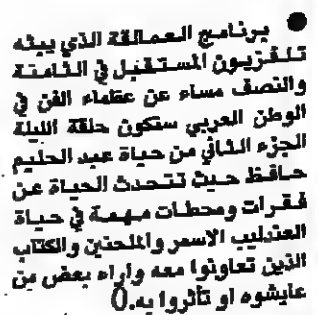 ● برنامج العمالقة الذي يبثه
تلفزيون المستقبل في الثامنة
والنصف مساء عن عظماء الفن في
الوطن العربي ستكون حلقة الليلة
الجزء الثاني من حياة عبد الحليم
حافظ حيث تتحدث الحياة عن
فقرات ومحطات مهمة في حياة
العندليب الاسمر والملحنين والكتاب
الذين تعاونوا معه وآراء بعض من
عايشوه او تأثروا به.()